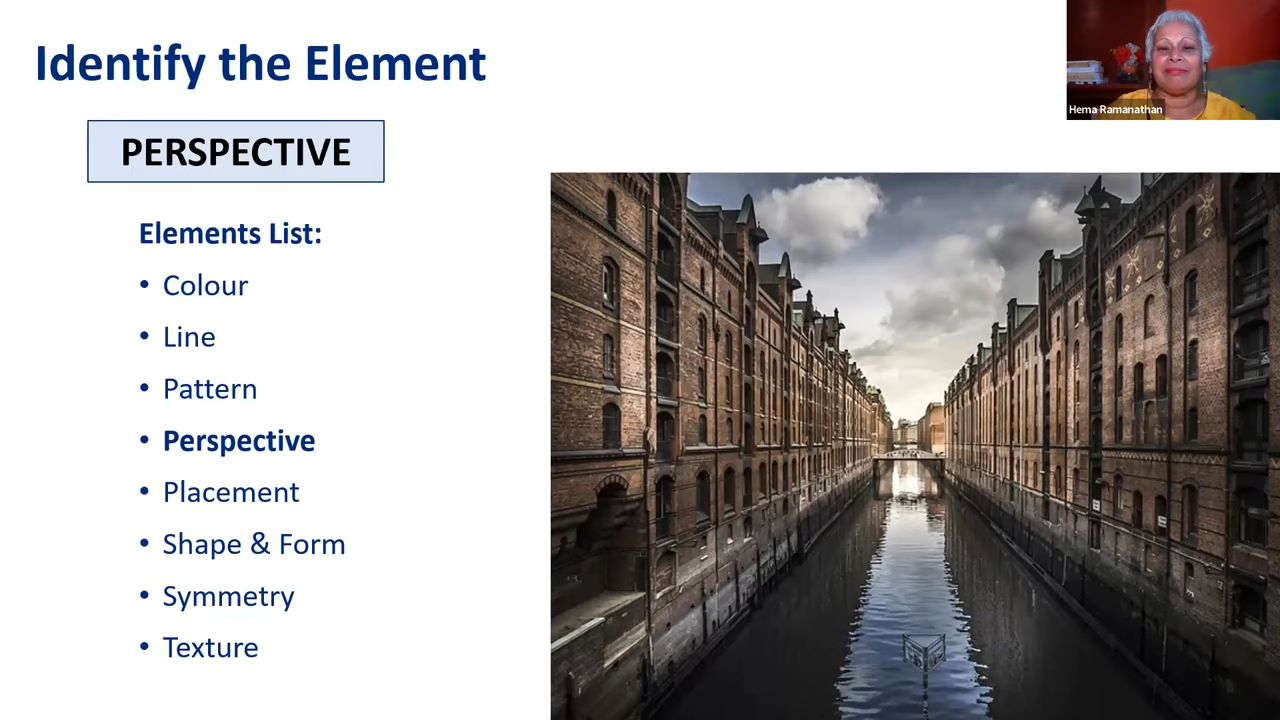 Identify the Element
PERSPECTIVE
Elements List:
• Colour
• Line
• Pattern
• Perspective
• Placement
• Shape & Form
• Symmetry
• Texture
Hema Ramanathan